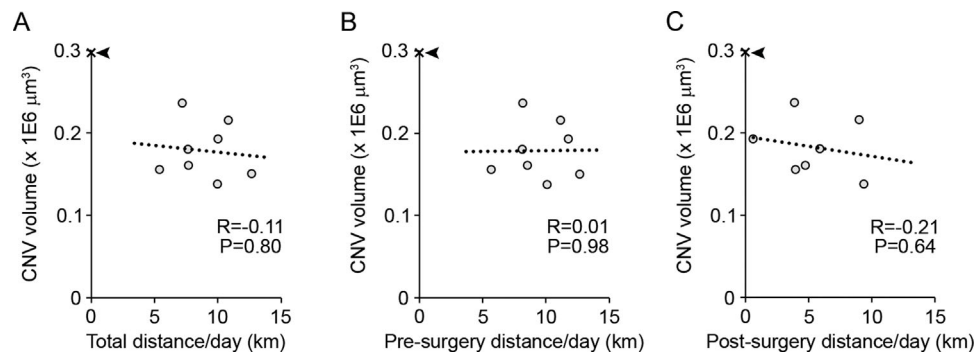 A
CNV volume (x 1E6 μm³)
0.3
0.2
0.1
0
R=-0.11
P=0.80
0 5 10 15
Total distance/day (km)
B
CNV volume (x 1E6 μm³)
0.3
0.2
0.1
0
R=0.01
P=0.98
0 5 10 15
Pre-surgery distance/day (km)
C
CNV volume (x 1E6 μm³)
0.3
0.2
0.1
0
R=-0.21
P=0.64
0 5 10 15
Post-surgery distance/day (km)